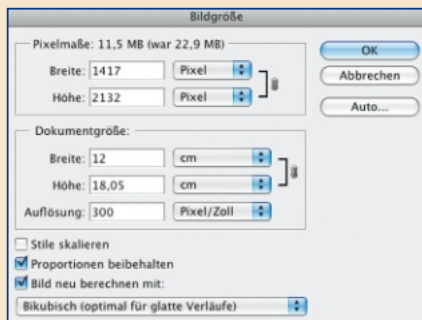 Bildgröße
Pixelmaße: 11,5 MB (war 22,9 MB)
OK
Breite: 1417 Pixel
Abbrechen
Höhe: 2132 Pixel
Auto...
Dokumentgröße:
Breite: 12 cm
Höhe: 18,05 cm
Auflösung: 300 Pixel/Zoll
Stile skalieren
Proportionen beibehalten
Bild neu berechnen mit:
Bikubisch (optimal für glatte Verläufe)